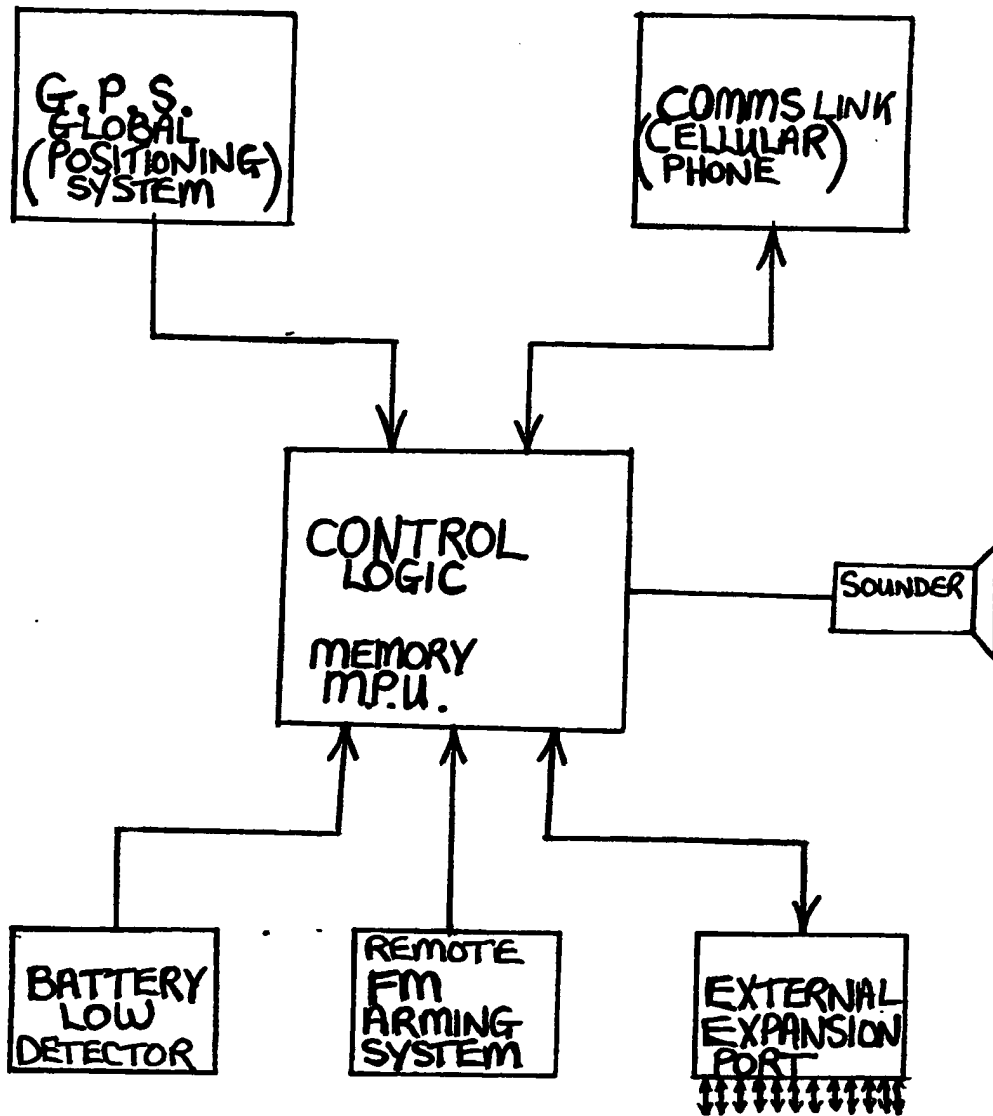 G.P.S.
GLOBAL
(POSITIONING)
SYSTEM
COMMS LINK
(CELLULAR)
PHONE
CONTROL
LOGIC
MEMORY
M.P.U.
SOUNDER
BATTERY
LOW
DETECTOR
REMOTE
FM
ARMING
SYSTEM
EXTERNAL
EXPANSION
PORT